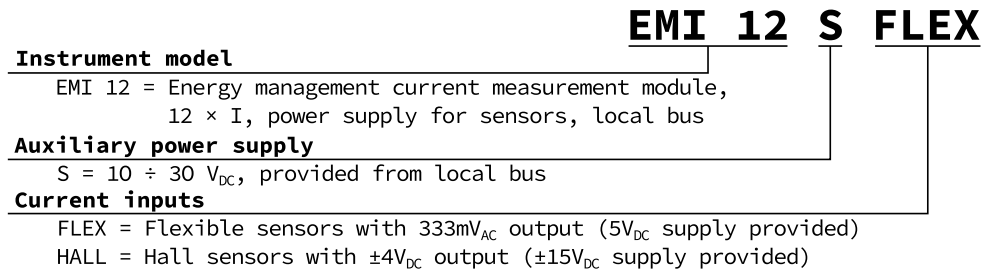 EMI 12 S FLEX
Instrument model
EMI 12 = Energy management current measurement module,
12 × I, power supply for sensors, local bus
Auxiliary power supply
S = 10 ÷ 30 VDC, provided from local bus
Current inputs
FLEX = Flexible sensors with 333mVAC output (5VDC supply provided)
HALL = Hall sensors with ±4VDC output (±15VDC supply provided)